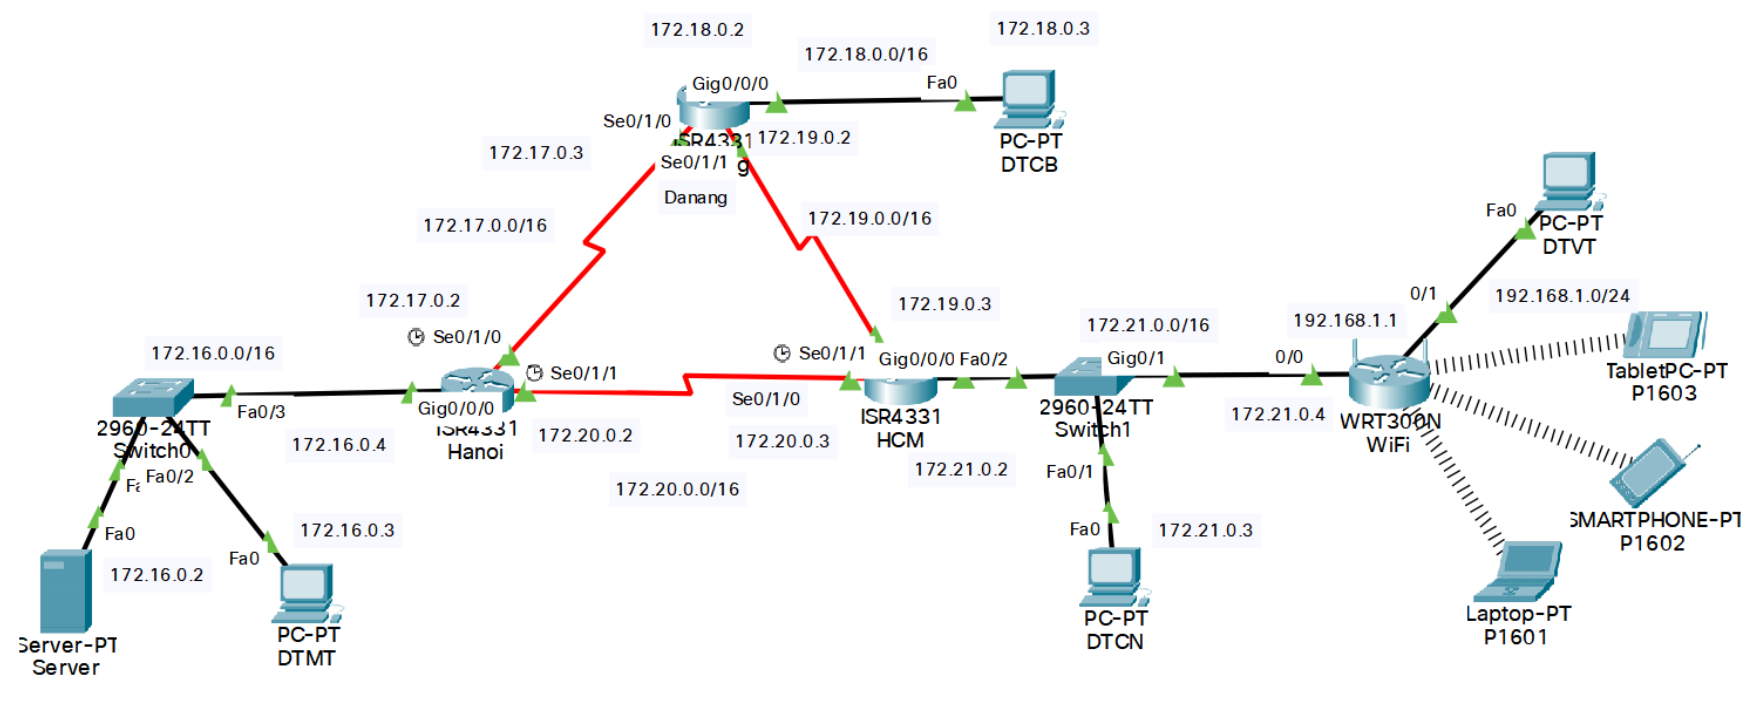 172.18.0.2
172.18.0.3
172.18.0.0/16
Gig0/0/0
Fa0
Se0/1/0
172.19.0.2
ISR4331
PC-PT
DTCB
172.17.0.3
Se0/1/1
g
Danang
172.17.0.0/16
172.19.0.0/16
Fa0
PC-PT
DTVT
172.17.0.2
172.19.0.3
0/1
192.168.1.0/24
Se0/1/0
172.21.0.0/16
192.168.1.1
172.16.0.0/16
Se0/1/1
Se0/1/1
Gig0/0/0
Fa0/2
Gig0/1
0/0
TabletPC-PT
P1603
Fa0/3
Gig0/0/0
Se0/1/0
2960-24TT
Switch0
ISR4331
Hanoi
172.16.0.4
172.20.0.2
172.20.0.3
ISR4331
HCM
2960-24TT
Switch1
172.21.0.4
WRT300N
WiFi
Fa0/2
172.20.0.0/16
172.21.0.2
Fa0/1
SMARTPHONE-PT
P1602
Fa0
172.16.0.3
Fa0
172.21.0.3
Fa0
172.16.0.2
Server-PT
Server
PC-PT
DTMT
PC-PT
DTCN
Laptop-PT
P1601